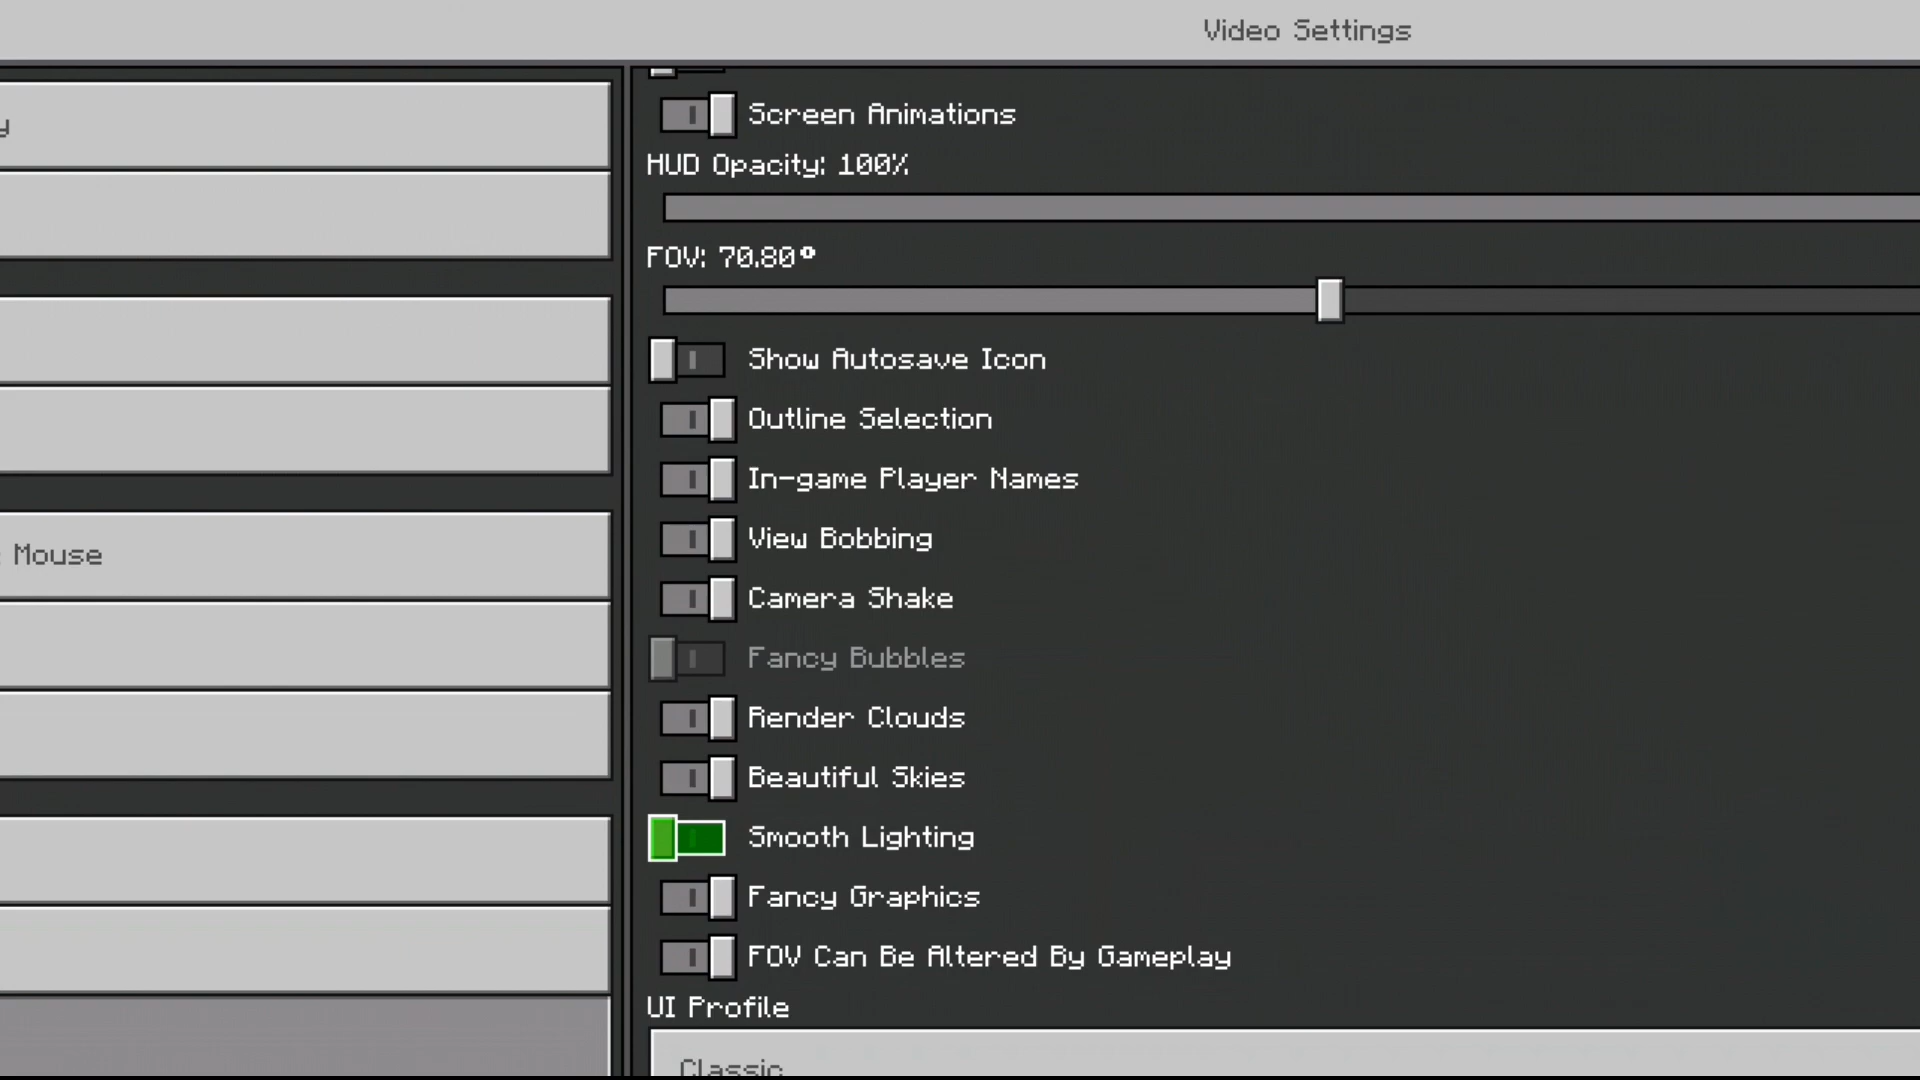 Video Settings
y
Mouse
Screen Animations
HUD Opacity: 100%
FOV: 70.80°
Show Autosave Icon
Outline Selection
In-game Player Names
View Bobbing
Camera Shake
Fancy Bubbles
Render Clouds
Beautiful Skies
Smooth Lighting
Fancy Graphics
FOV Can Be Altered By Gameplay
UI Profile
Classic